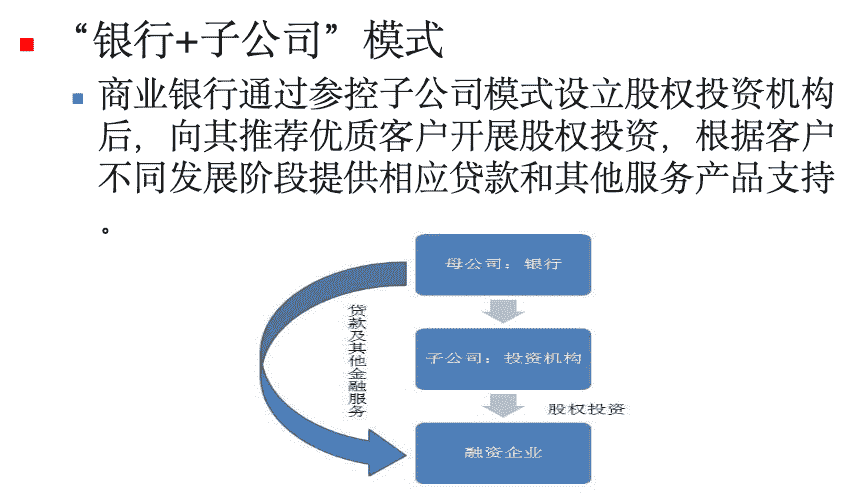 “银行+子公司”模式
商业银行通过参控子公司模式设立股权投资机构
后，向其推荐优质客户开展股权投资，根据客户
不同发展阶段提供相应贷款和其他服务产品支持
。
母公司：银行
贷款及其他金融服务
子公司：投资机构
股权投资
融资企业